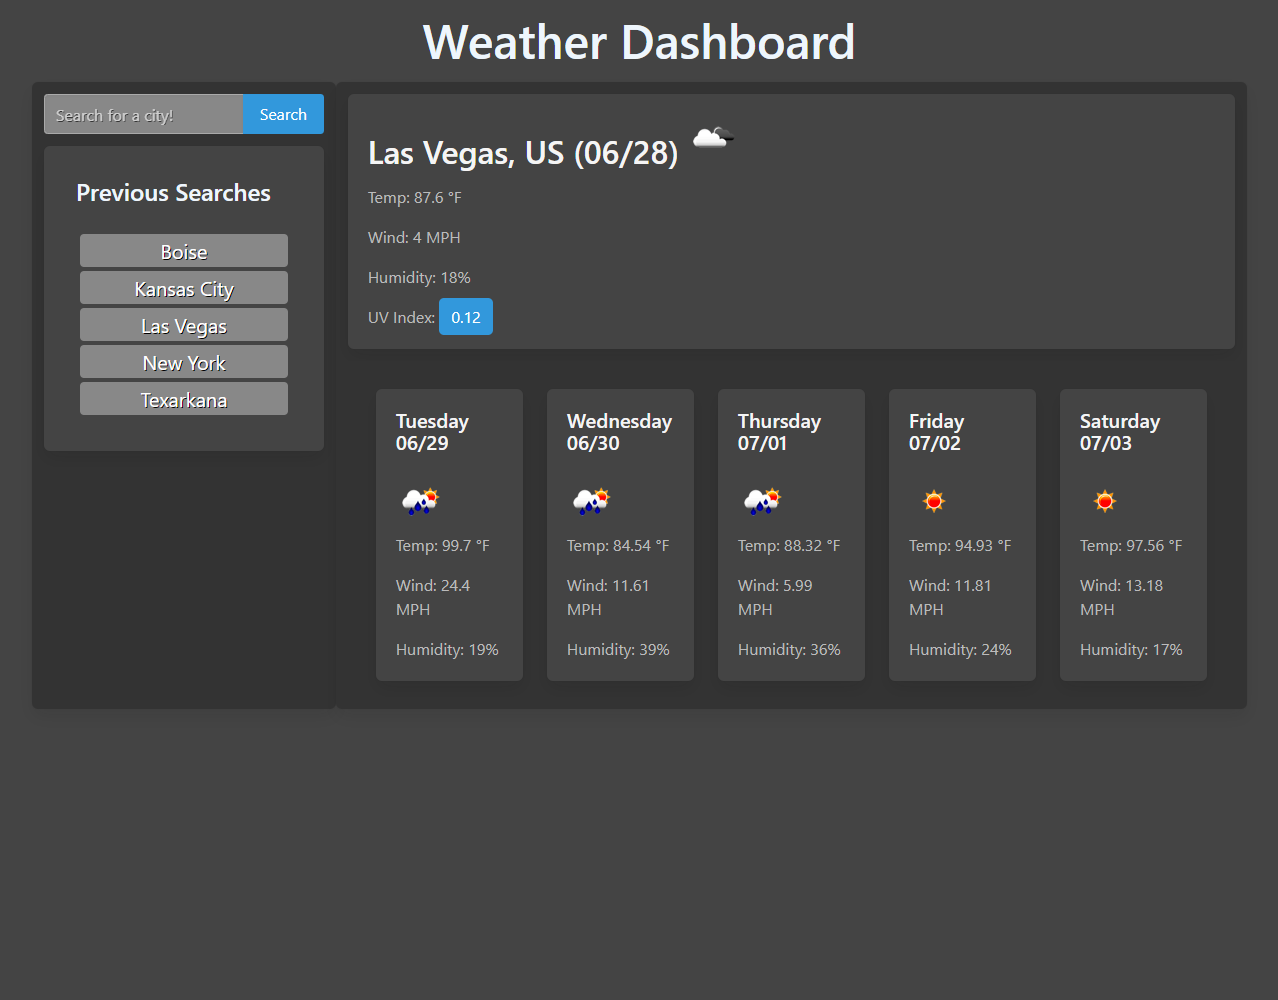 Weather Dashboard
Search for a city!
Search
Previous Searches
Boise
Kansas City
Las Vegas
New York
Texarkana
Las Vegas, US (06/28)
Temp: 87.6 °F
Wind: 4 MPH
Humidity: 18%
UV Index: 0.12
Tuesday
06/29
Temp: 99.7 °F
Wind: 24.4
MPH
Humidity: 19%
Wednesday
06/30
Temp: 84.54 °F
Wind: 11.61
MPH
Humidity: 39%
Thursday
07/01
Temp: 88.32 °F
Wind: 5.99
MPH
Humidity: 36%
Friday
07/02
Temp: 94.93 °F
Wind: 11.81
MPH
Humidity: 24%
Saturday
07/03
Temp: 97.56 °F
Wind: 13.18
MPH
Humidity: 17%